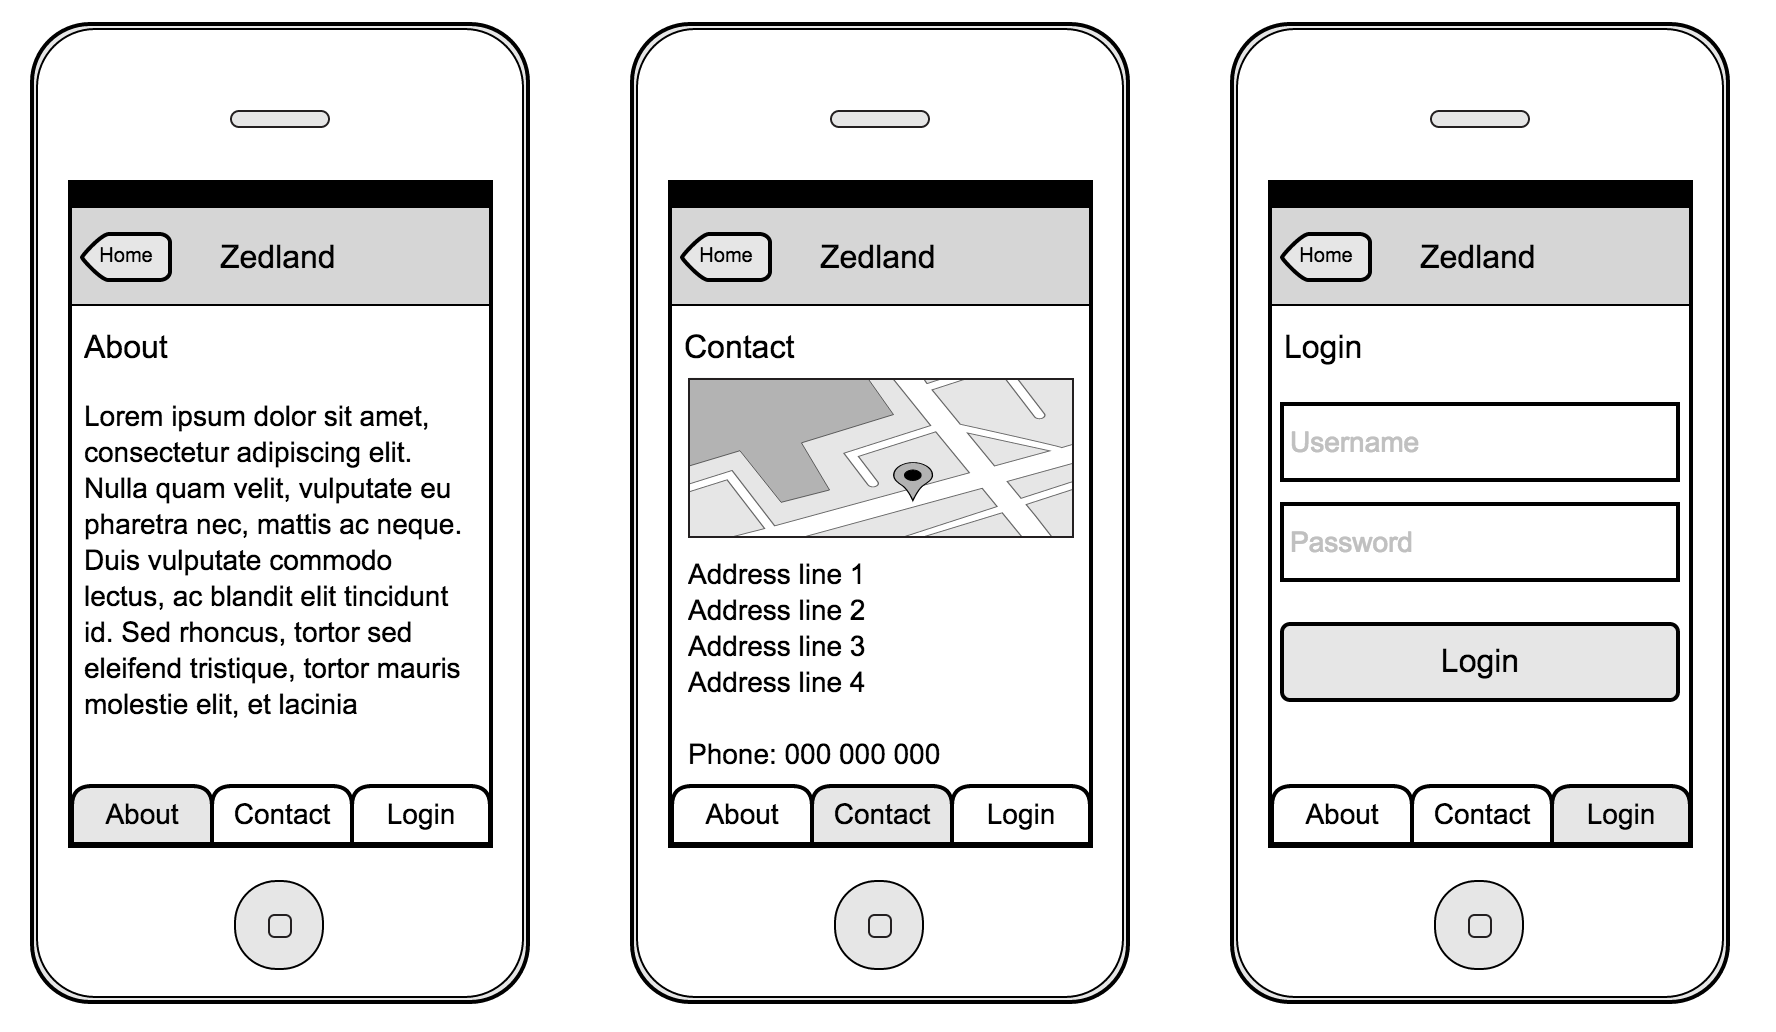 Home
Zedland
About
Lorem ipsum dolor sit amet,
consectetur adipiscing elit.
Nulla quam velit, vulputate eu
pharetra nec, mattis ac neque.
Duis vulputate commodo
lectus, ac blandit elit tincidunt
id. Sed rhoncus, tortor sed
eleifend tristique, tortor mauris
molestie elit, et lacinia
About Contact Login
Home
Zedland
Contact
Address line 1
Address line 2
Address line 3
Address line 4
Phone: 000 000 000
About Contact Login
Home
Zedland
Login
Username
Password
Login
About Contact Login